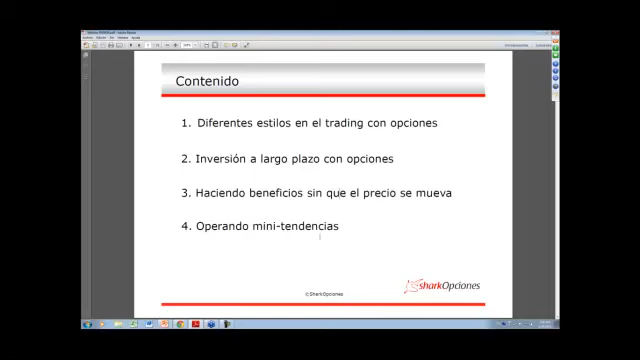 Contenido
1. Diferentes estilos en el trading con opciones
2. Inversión a largo plazo con opciones
3. Haciendo beneficios sin que el precio se mueva
4. Operando mini-tendencias
sharkOpciones
©SharkOpciones